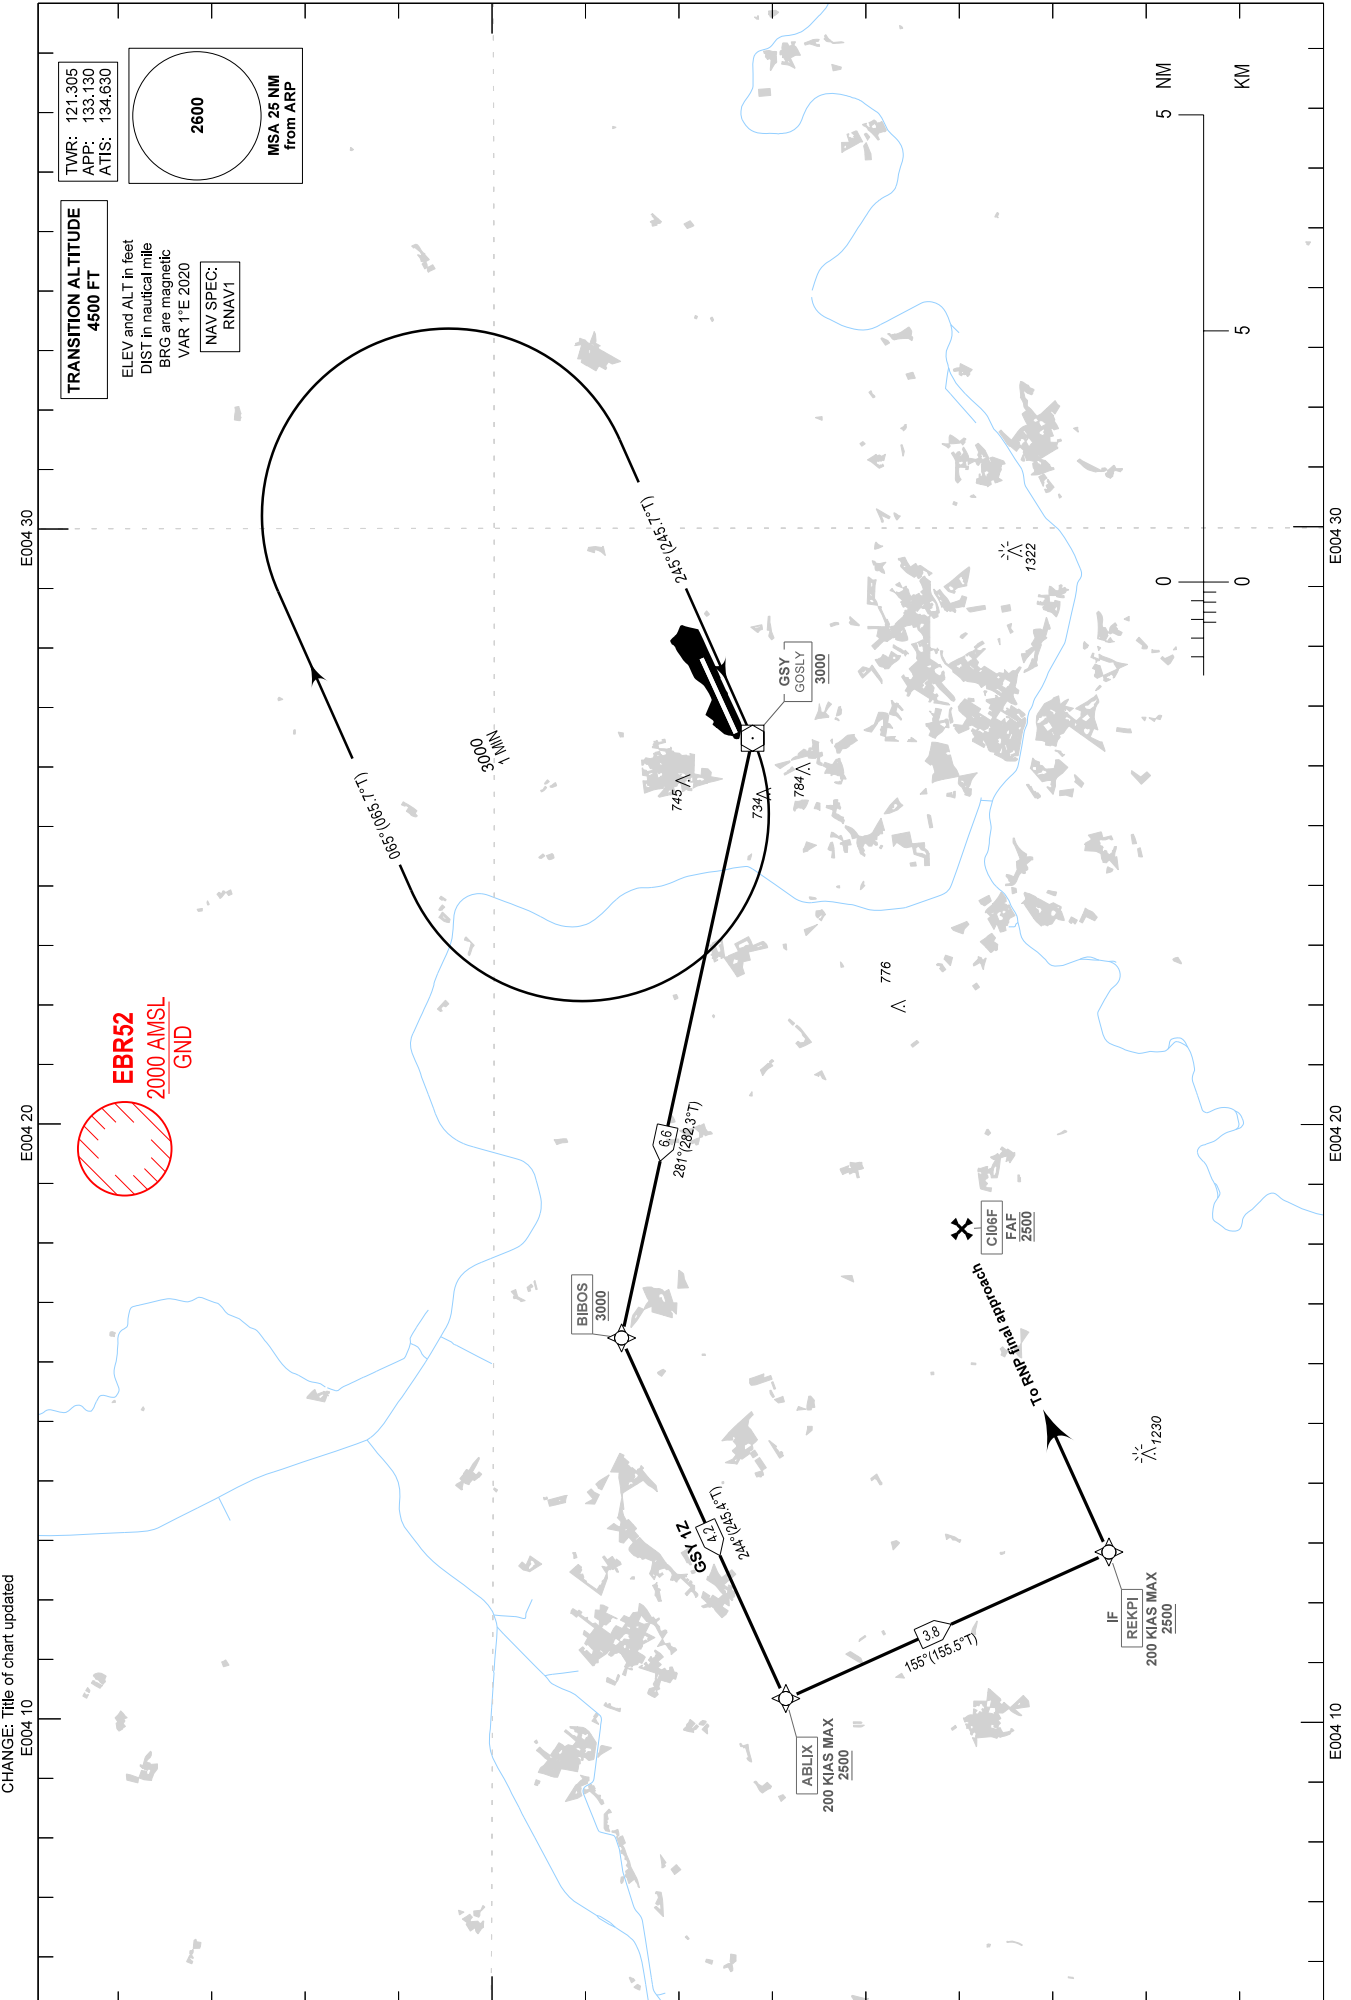 CHANGE: Title of chart updated
TWR: 121.305
APP: 133.130
ATIS: 134.630
2600
MSA 25 NM
from ARP
TRANSITION ALTITUDE
4500 FT
ELEV and ALT in feet
DIST in nautical mile
BRG are magnetic
VAR 1°E 2020
NAV SPEC:
RNAV1
E004 10
E004 20
E004 30
EBR52
2000 AMSL
GND
065° (065.7°T)
3000
1 MIN
245° (245.7°T)
745
734
784
GSY
GOSLY
3000
776
1322
6.6
281°(282.3°T)
BIBOS
3000
GSY 1Z
4.2
244°(245.4°T)
ABLIX
200 KIAS MAX
2500
3.8
155°(155.5°T)
IF
REKPI
200 KIAS MAX
2500
To RNP final approach
CI06F
FAF
2500
1230
0
5
NM
0
5
KM
E004 10
E004 20
E004 30